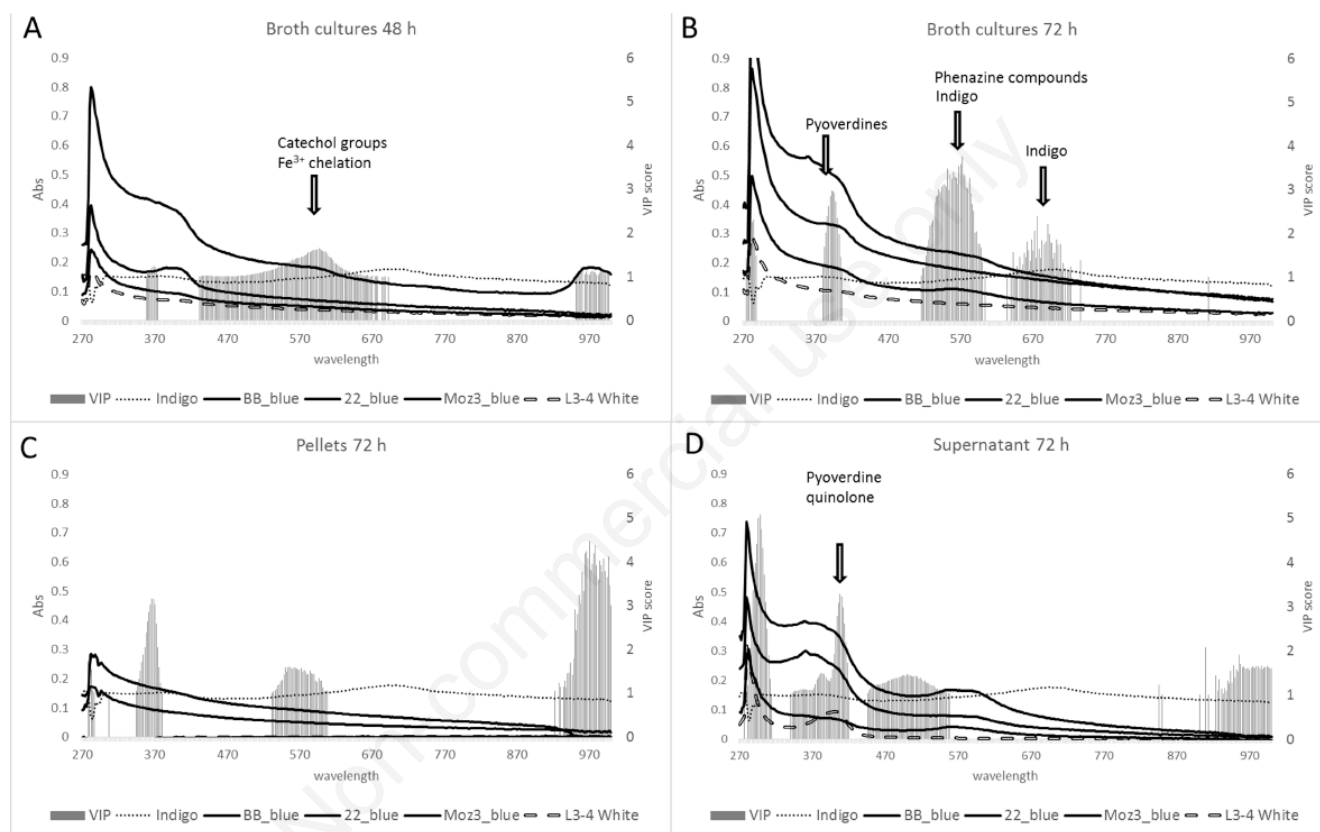 A
Broth cultures 48 h
0.9
0.8
0.7
0.6
0.5
0.4
0.3
0.2
0.1
0
Abs
6
5
4
3
2
1
0
VIP score
Catechol groups
Fe³⁺ chelation
270 370 470 570 670 770 870 970
wavelength
VIP Indigo BB_blue 22_blue Moz3_blue L3-4 White
B
Broth cultures 72 h
0.9
0.8
0.7
0.6
0.5
0.4
0.3
0.2
0.1
0
Abs
6
5
4
3
2
1
0
VIP score
Phenazine compounds
Indigo
Pyoverdines
Indigo
270 370 470 570 670 770 870 970
wavelength
VIP Indigo BB_blue 22_blue Moz3_blue L3-4 White
C
Pellets 72 h
0.9
0.8
0.7
0.6
0.5
0.4
0.3
0.2
0.1
0
Abs
6
5
4
3
2
1
0
VIP score
270 370 470 570 670 770 870 970
wavelength
VIP Indigo BB_blue 22_blue Moz3_blue L3-4 White
D
Supernatant 72 h
0.9
0.8
0.7
0.6
0.5
0.4
0.3
0.2
0.1
0
Abs
6
5
4
3
2
1
0
VIP score
Pyoverdine
quinolone
270 370 470 570 670 770 870 970
wavelength
VIP Indigo BB_blue 22_blue Moz3_blue L3-4 White
Non-commercial use only